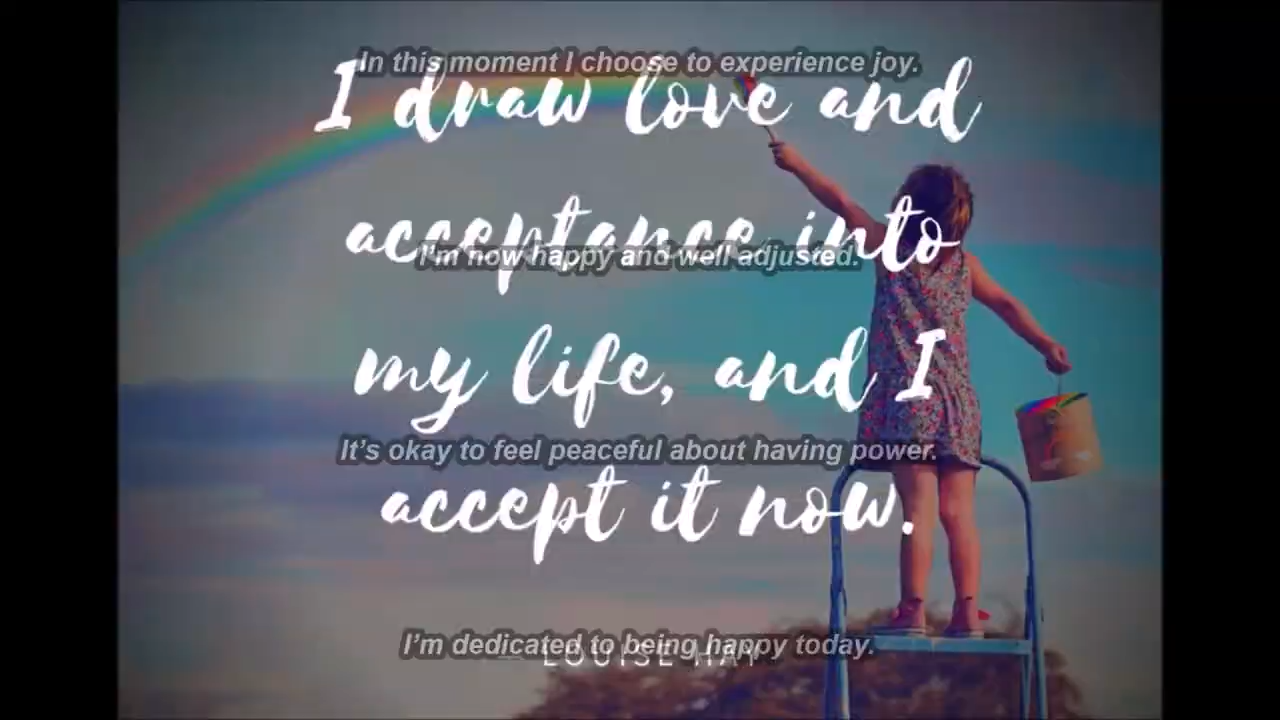 In this moment I choose to experience joy.
I draw love and
acceptance into
I'm now happy and well adjusted.
my life, and I
It's okay to feel peaceful about having power.
accept it now.
I'm dedicated to being happy today.
LOUISE HAY